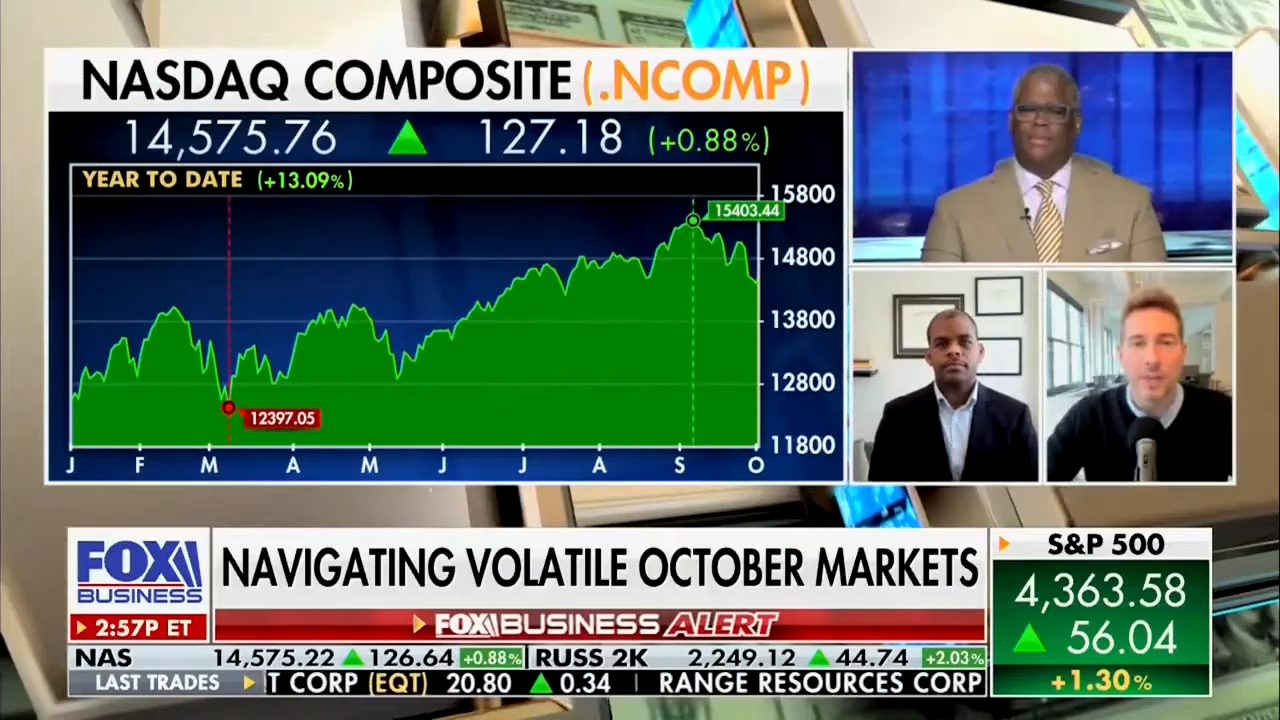 NASDAQ COMPOSITE (.NCOMP)
14,575.76 ▲ 127.18 (+0.88%)
YEAR TO DATE (+13.09%)
15800
14800
13800
12800
11800
15403.44
12397.05
J F M A M J J A S O
FOX BUSINESS
2:57P ET
NAVIGATING VOLATILE OCTOBER MARKETS
FOX BUSINESS ALERT
S&P 500
4,363.58
▲ 56.04
+1.30%
NAS 14,575.22 ▲ 126.64 +0.88% RUSS 2K 2,249.12 ▲ 44.74 +2.03%
LAST TRADES T CORP (EQT) 20.80 ▲ 0.34 | RANGE RESOURCES CORP